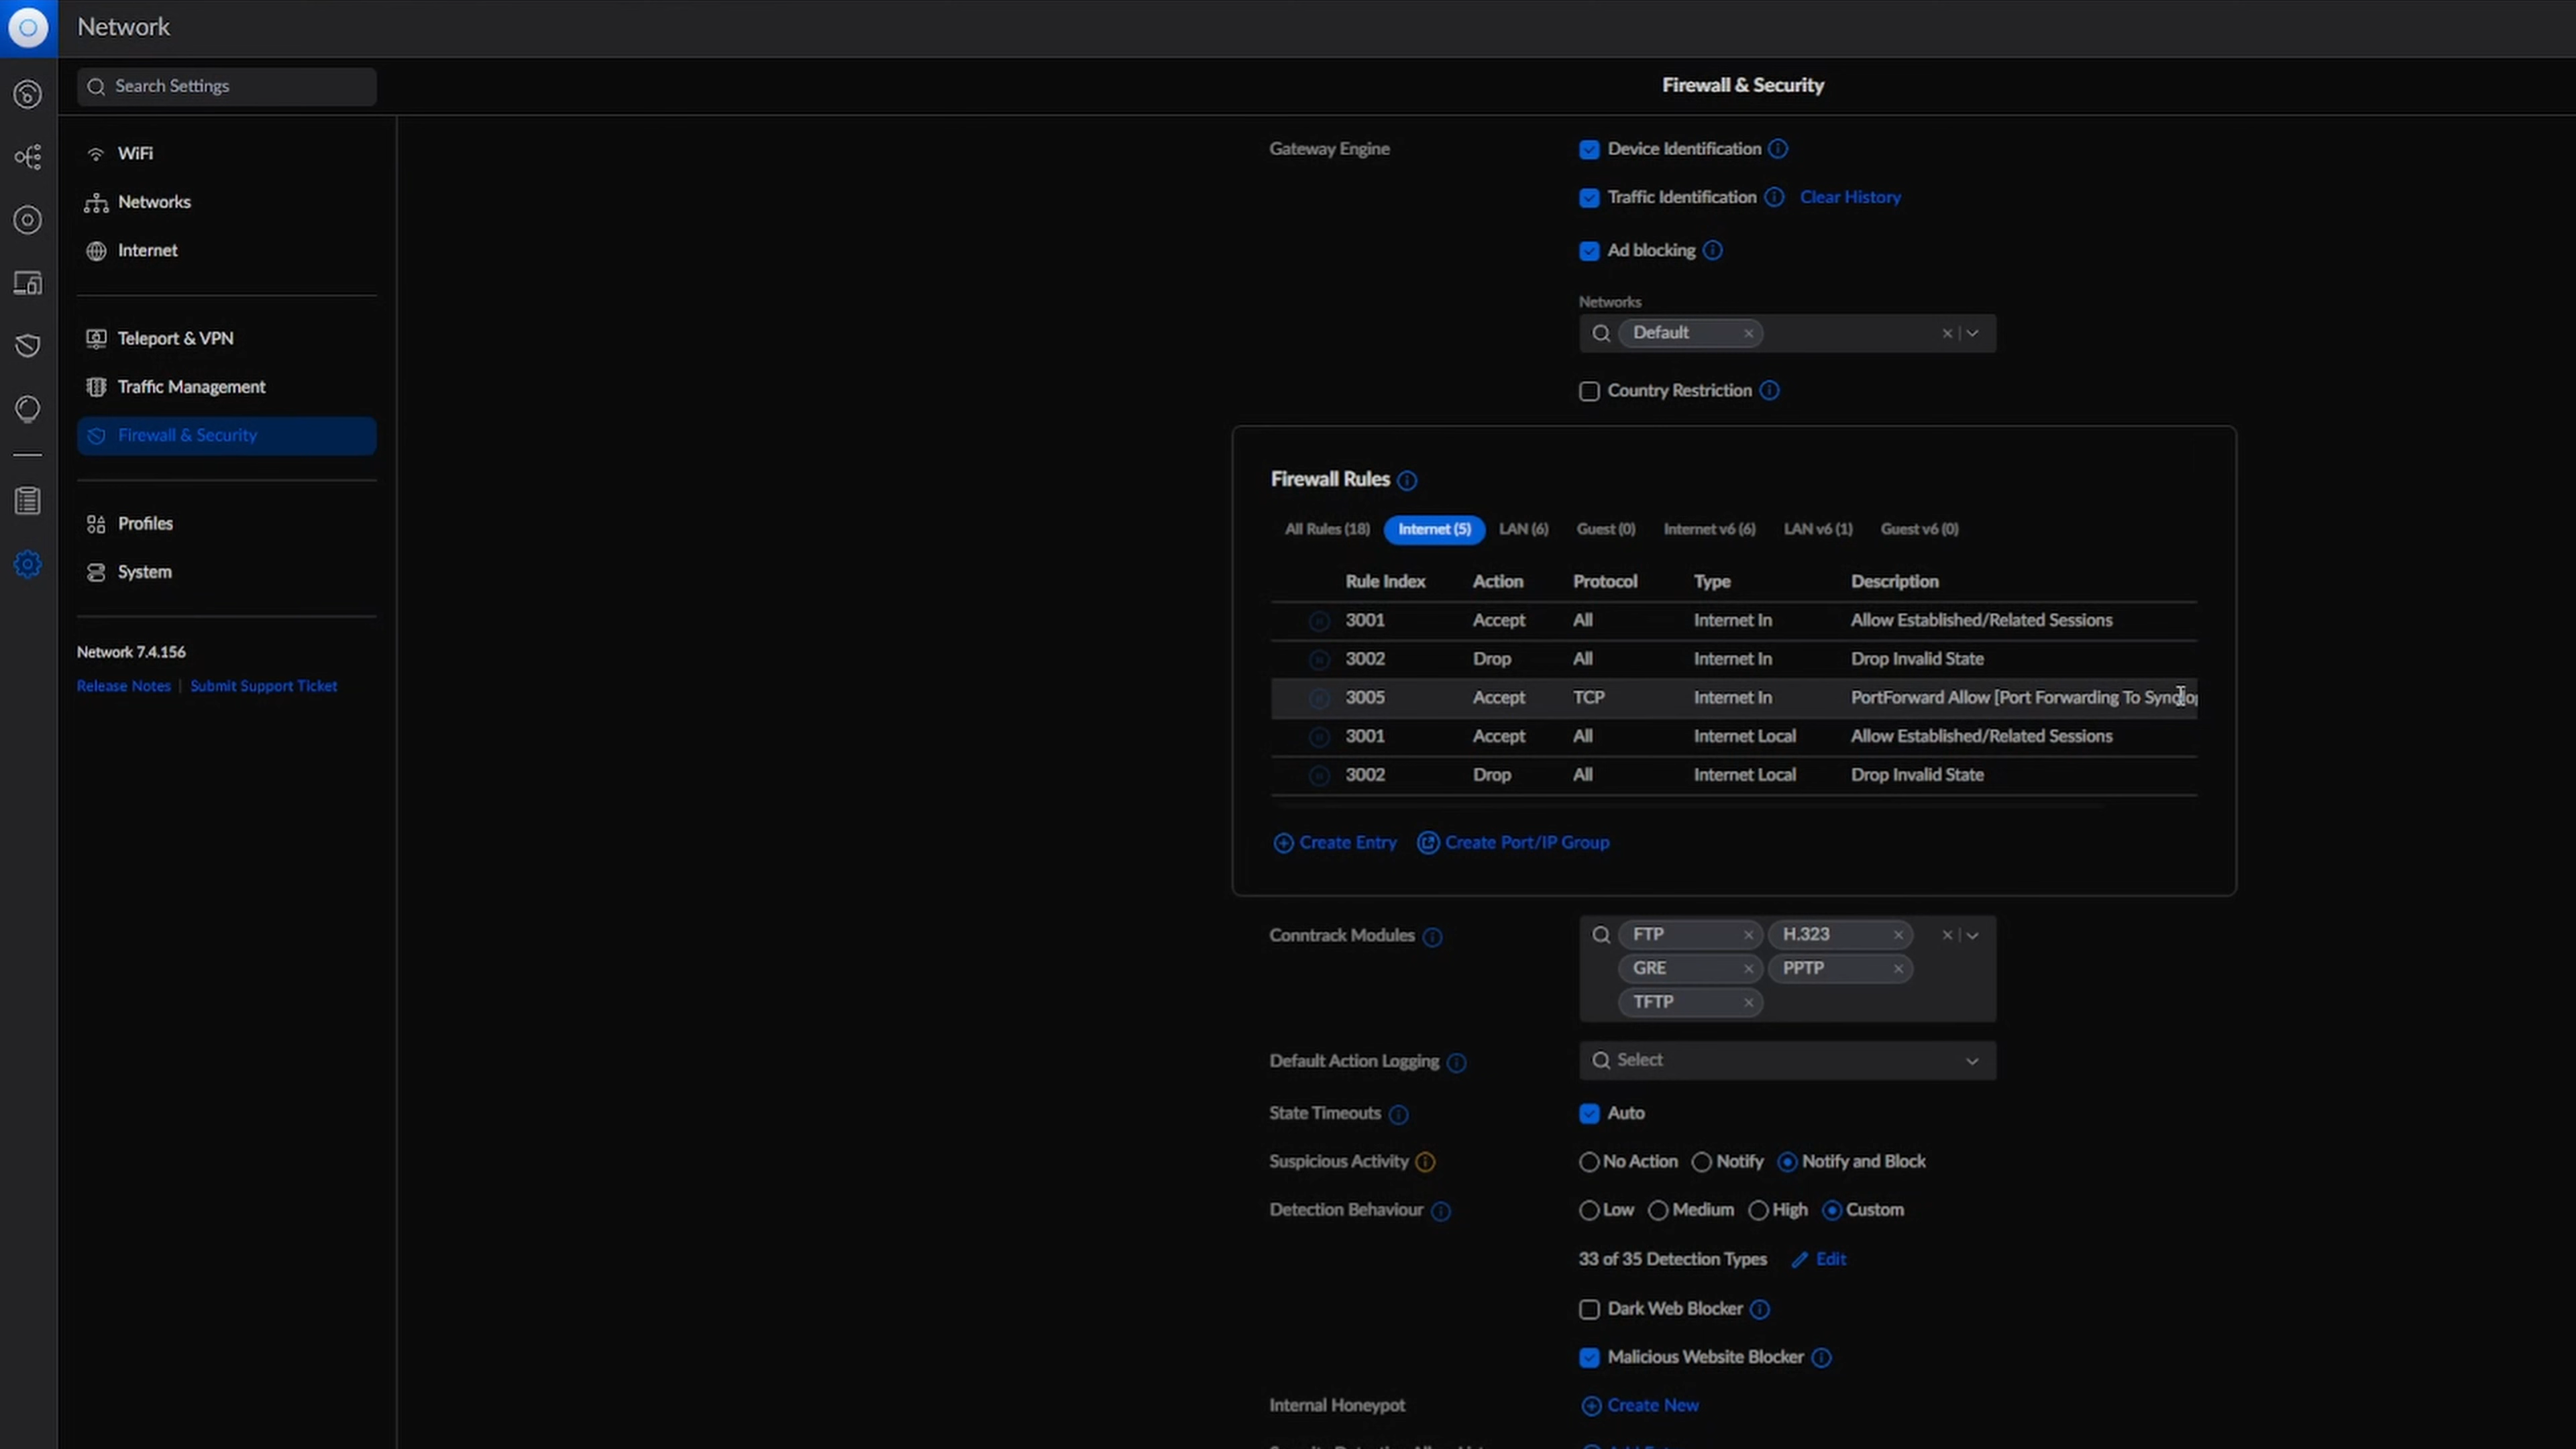 Network
Search Settings
Firewall & Security
WiFi
Networks
Internet
Teleport & VPN
Traffic Management
Firewall & Security
Profiles
System
Network 7.4.156
Release Notes | Submit Support Ticket
Gateway Engine
Device Identification
Traffic Identification Clear History
Ad blocking
Networks
Default
Country Restriction
Firewall Rules
All Rules (18) Internet (5) LAN (6) Guest (0) Internet v6 (6) LAN v6 (1) Guest v6 (0)
Rule Index Action Protocol Type Description
3001 Accept All Internet In Allow Established/Related Sessions
3002 Drop All Internet In Drop Invalid State
3005 Accept TCP Internet In PortForward Allow [Port Forwarding To
3001 Accept All Internet Local Allow Established/Related Sessions
3002 Drop All Internet Local Drop Invalid State
Create Entry Create Port/IP Group
Conntrack Modules FTP H.323
GRE PPTP
TFTP
Default Action Logging Select
State Timeouts Auto
Suspicious Activity No Action Notify Notify and Block
Detection Behaviour Low Medium High Custom
33 of 35 Detection Types Edit
Dark Web Blocker
Malicious Website Blocker
Internal Honeypot Create New